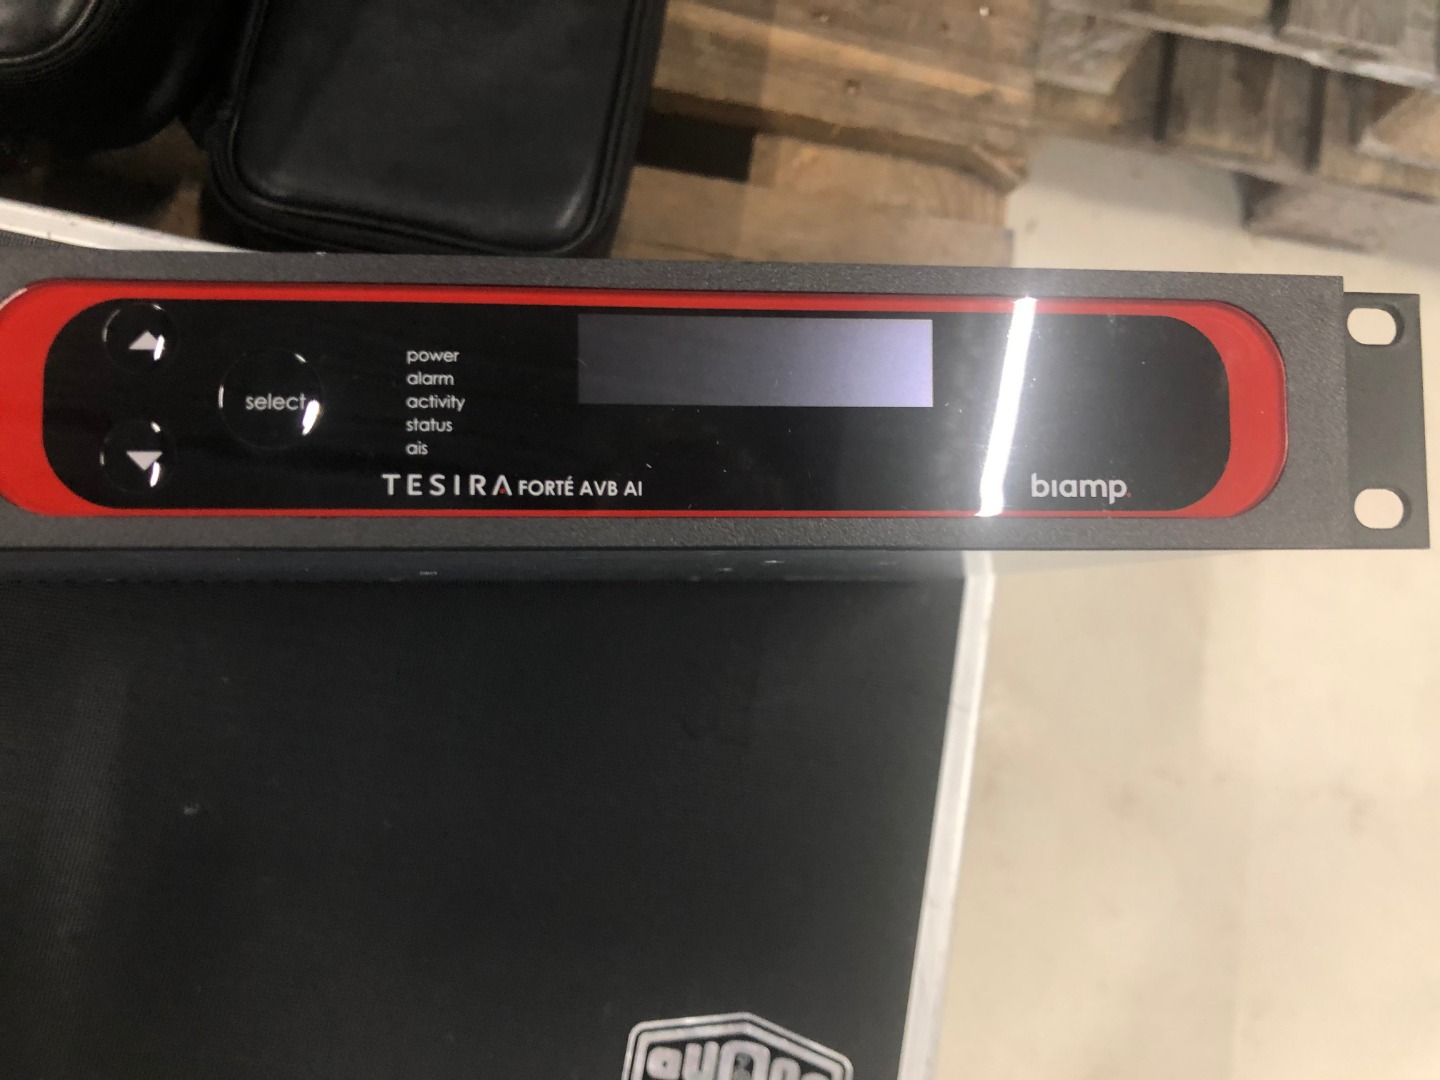 select
power
alarm
activity
status
ais
TESIRA FORTÉ AVB AI
biamp.